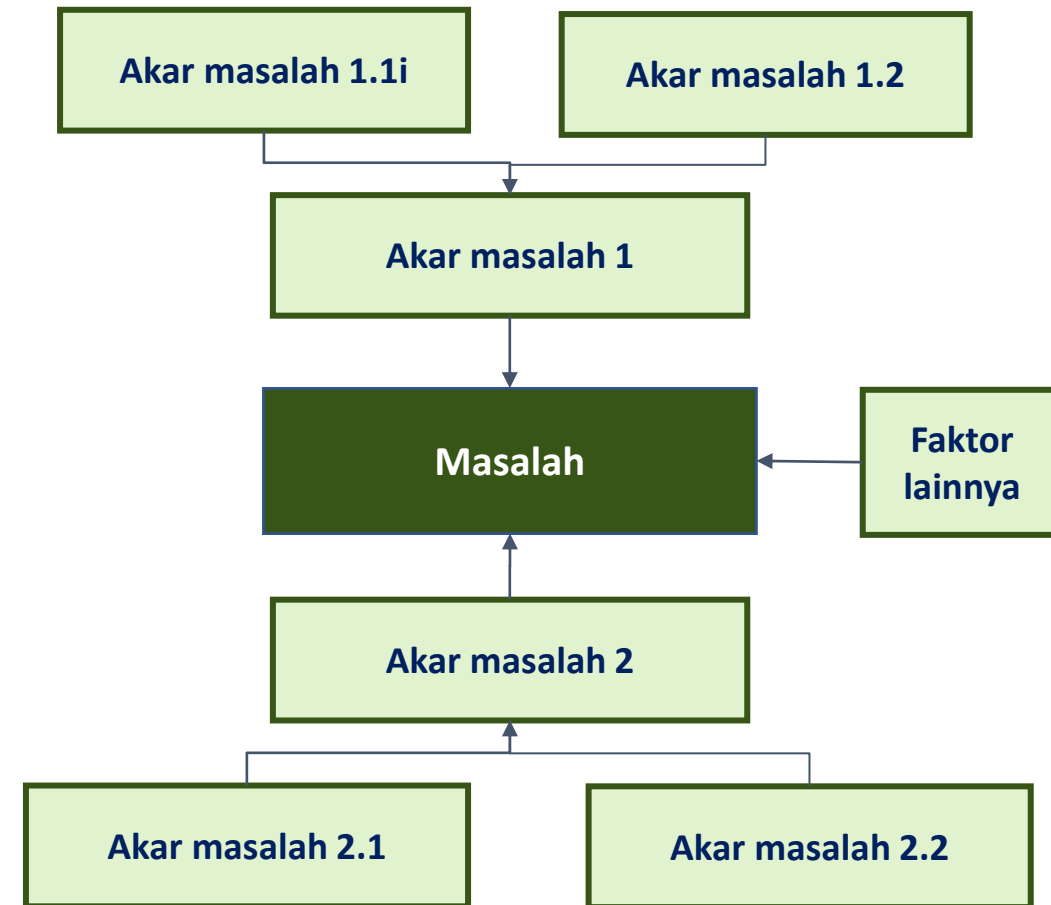 Akar masalah 1.1i
Akar masalah 1.2
Akar masalah 1
Masalah
Faktor
lainnya
Akar masalah 2
Akar masalah 2.1
Akar masalah 2.2